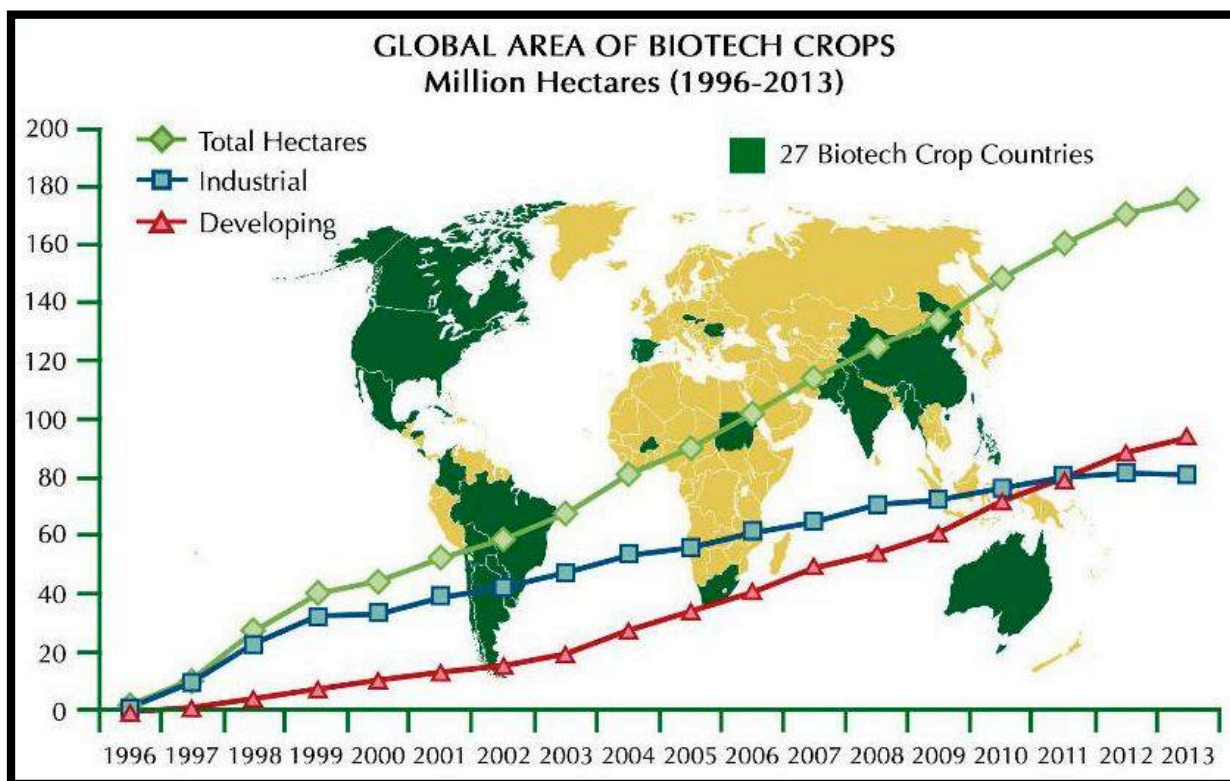 GLOBAL AREA OF BIOTECH CROPS
Million Hectares (1996-2013)
200
180
160
140
120
100
80
60
40
20
0
Total Hectares
Industrial
Developing
27 Biotech Crop Countries
1996 1997 1998 1999 2000 2001 2002 2003 2004 2005 2006 2007 2008 2009 2010 2011 2012 2013